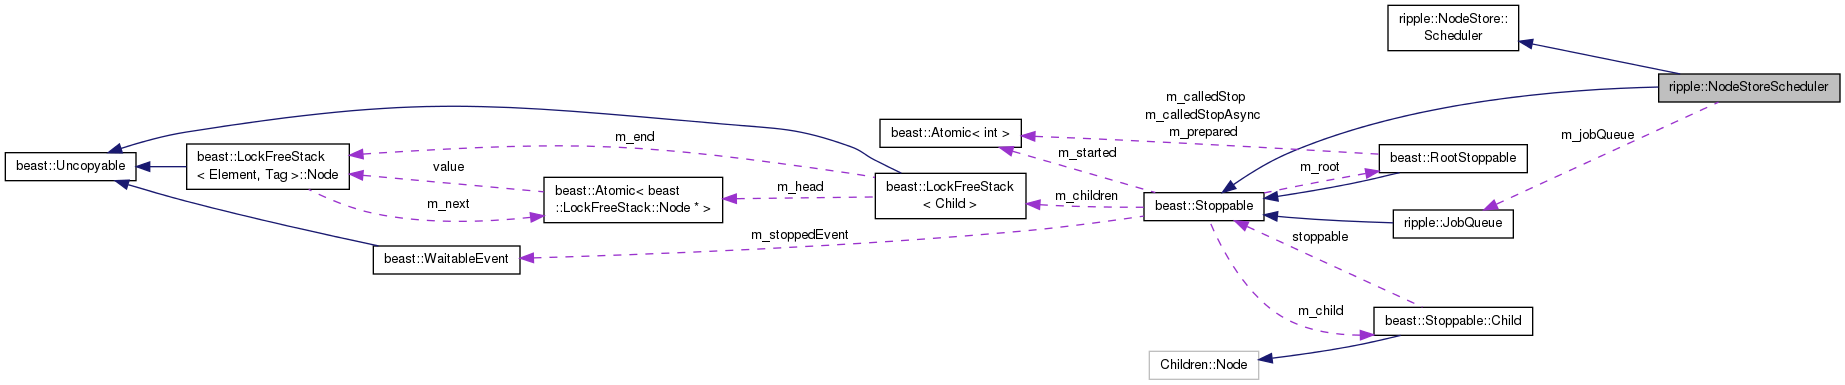 ripple::NodeStore::
Scheduler
ripple::NodeStoreScheduler
m_calledStop
m_calledStopAsync
m_prepared
beast::Atomic< int >
m_jobQueue
m_end
m_started
beast::RootStoppable
m_root
beast::Uncopyable
beast::LockFreeStack
< Element, Tag >::Node
value
m_next
beast::Atomic< beast
::LockFreeStack::Node * >
m_head
beast::LockFreeStack
< Child >
m_children
beast::Stoppable
ripple::JobQueue
m_stoppedEvent
stoppable
beast::WaitableEvent
m_child
beast::Stoppable::Child
Children::Node